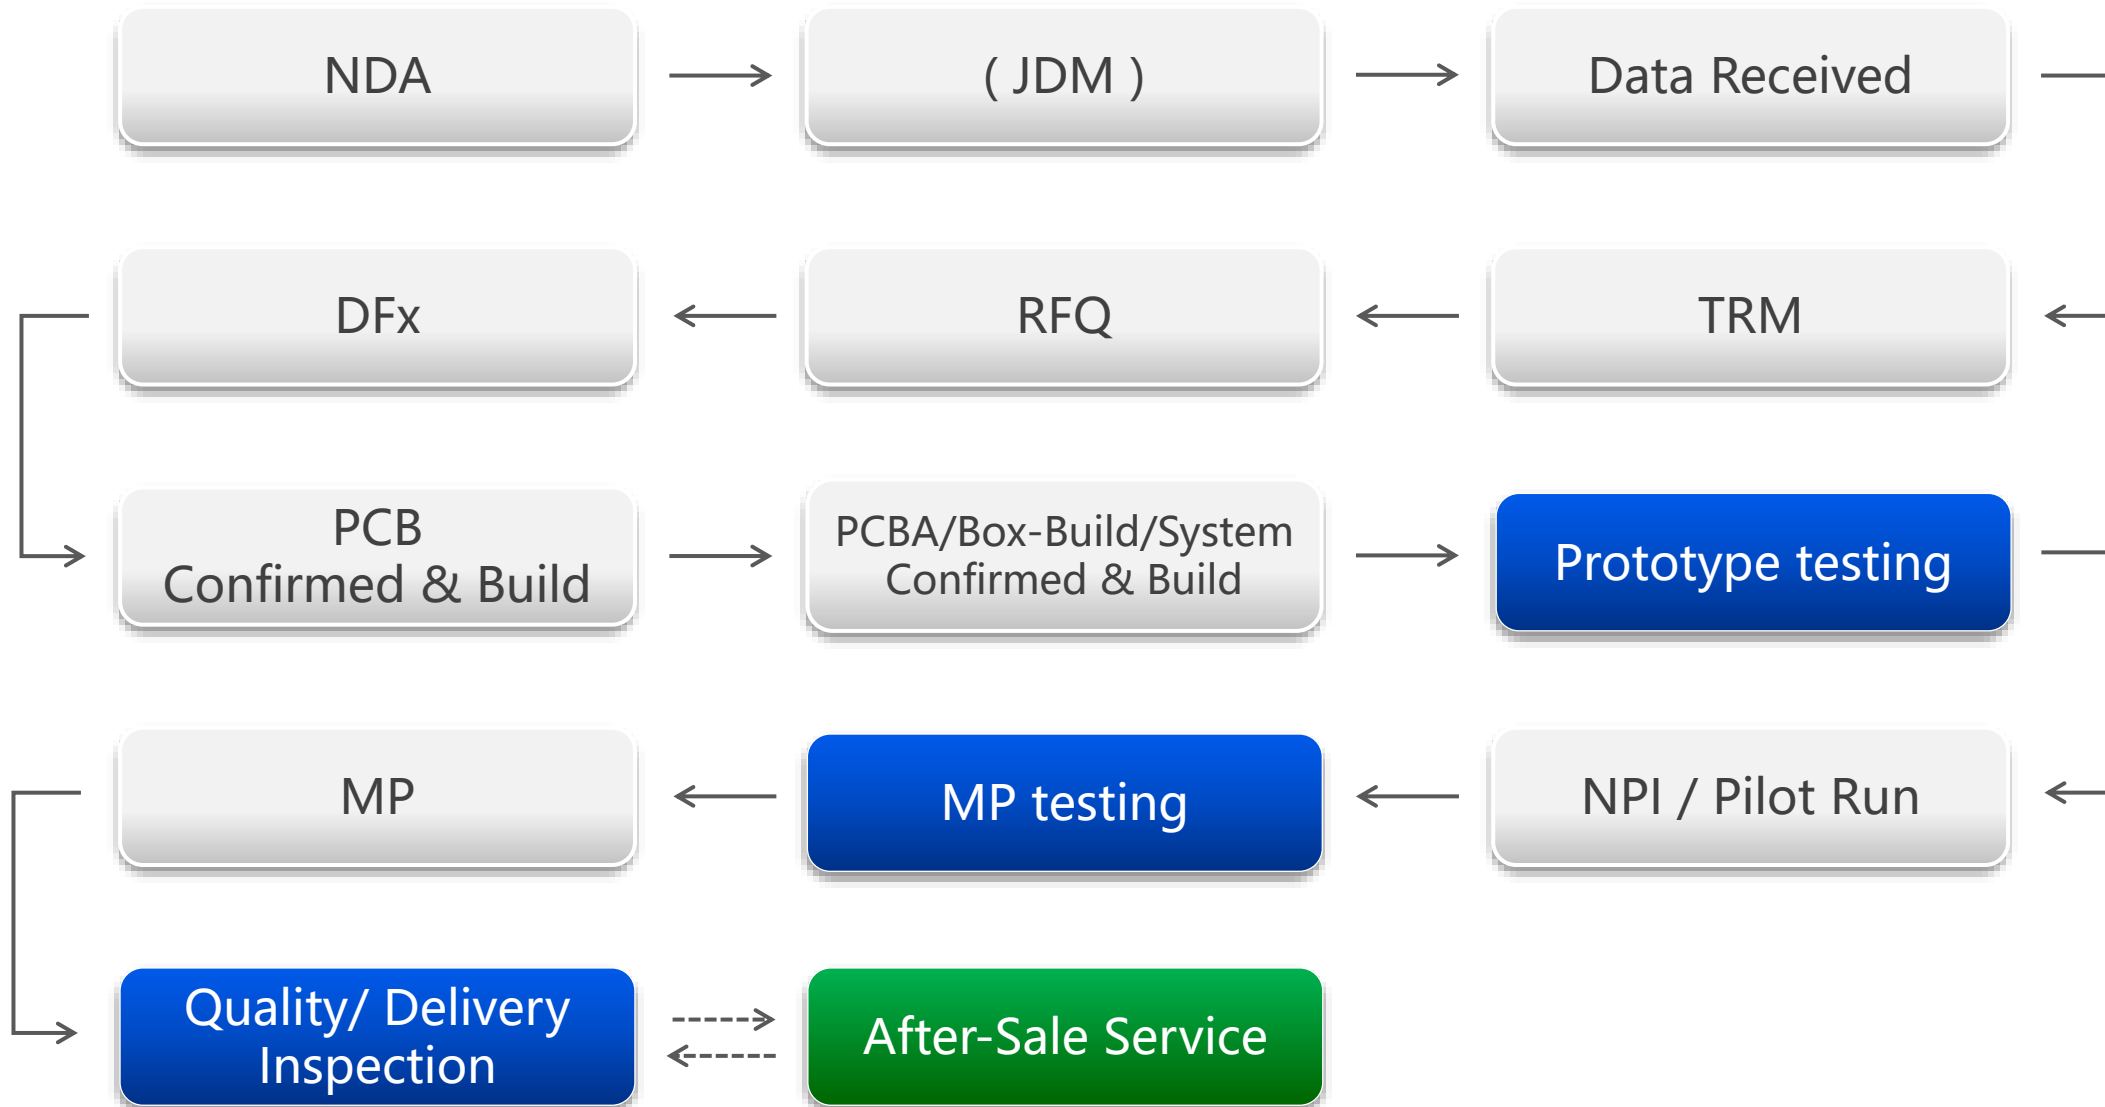 NDA
( JDM )
Data Received
DFx
RFQ
TRM
PCB
Confirmed & Build
PCBA/Box-Build/System
Confirmed & Build
Prototype testing
MP
MP testing
NPI / Pilot Run
Quality/ Delivery
Inspection
After-Sale Service